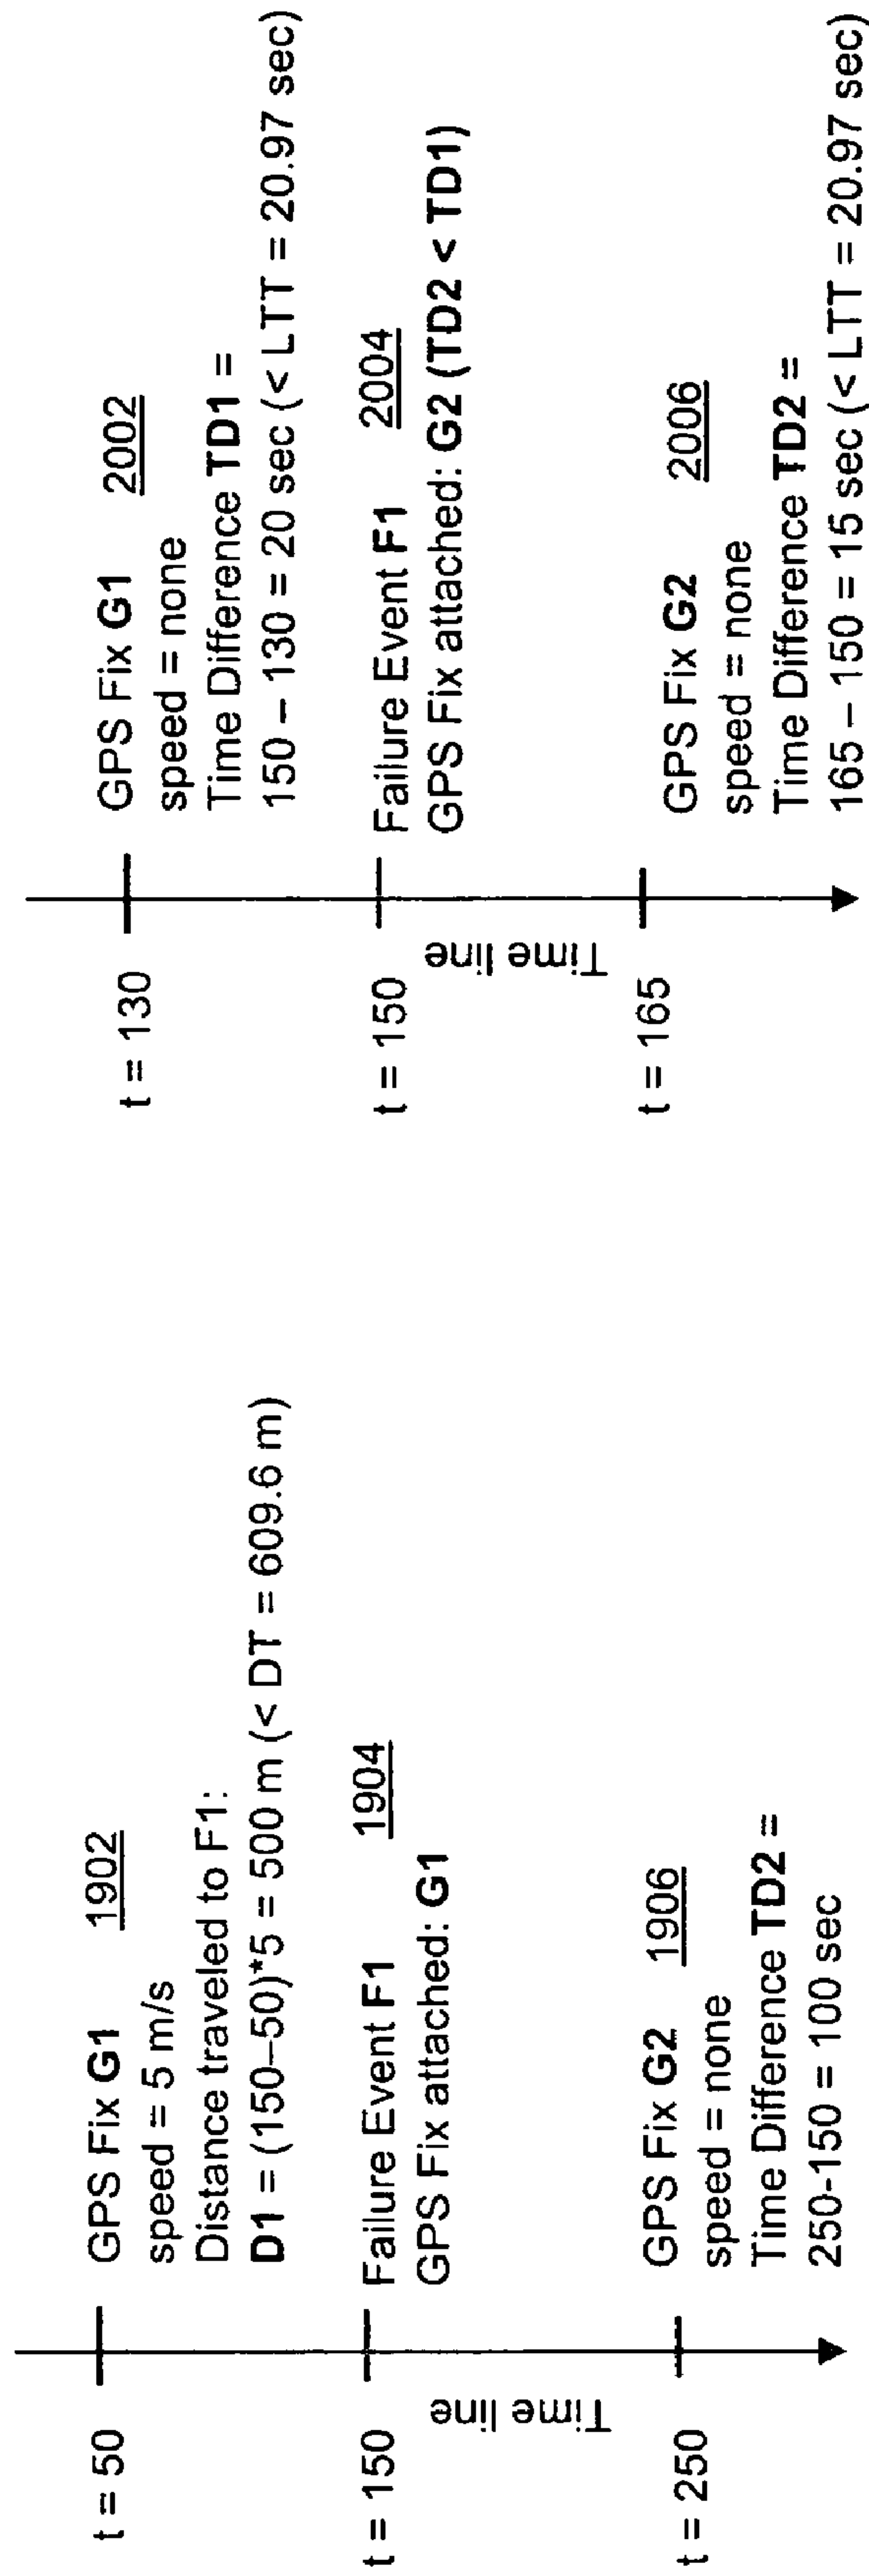 t = 50
GPS Fix G1 1902
speed = 5 m/s
Distance traveled to F1:
D1 = (150–50)*5 = 500 m (< DT = 609.6 m)
t = 150
Failure Event F1 1904
GPS Fix attached: G1
Time line
t = 250
GPS Fix G2 1906
speed = none
Time Difference TD2 =
250-150 = 100 sec
t = 130
GPS Fix G1 2002
speed = none
Time Difference TD1 =
150 – 130 = 20 sec (< LTT = 20.97 sec)
t = 150
Failure Event F1 2004
GPS Fix attached: G2 (TD2 < TD1)
Time line
t = 165
GPS Fix G2 2006
speed = none
Time Difference TD2 =
165 – 150 = 15 sec (< LTT = 20.97 sec)